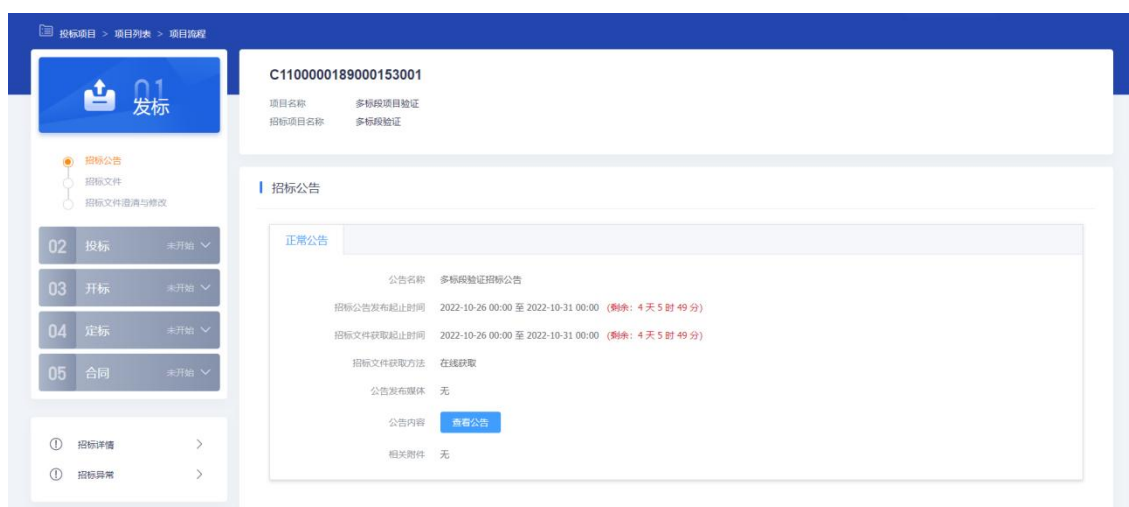 投标项目 > 项目列表 > 项目流程
01
发标
招标公告
招标文件
招标文件澄清与修改
02 投标 未开始
03 开标 未开始
04 定标 未开始
05 合同 未开始
招标详情
招标异常
C1100000189000153001
项目名称 多标段项目验证
招标项目名称 多标段验证
招标公告
正常公告
公告名称 多标段验证招标公告
招标公告发布起止时间 2022-10-26 00:00 至 2022-10-31 00:00 (剩余: 4 天 5 时 49 分)
招标文件获取起止时间 2022-10-26 00:00 至 2022-10-31 00:00 (剩余: 4 天 5 时 49 分)
招标文件获取方法 在线获取
公告发布媒体 无
公告内容 查看公告
相关附件 无